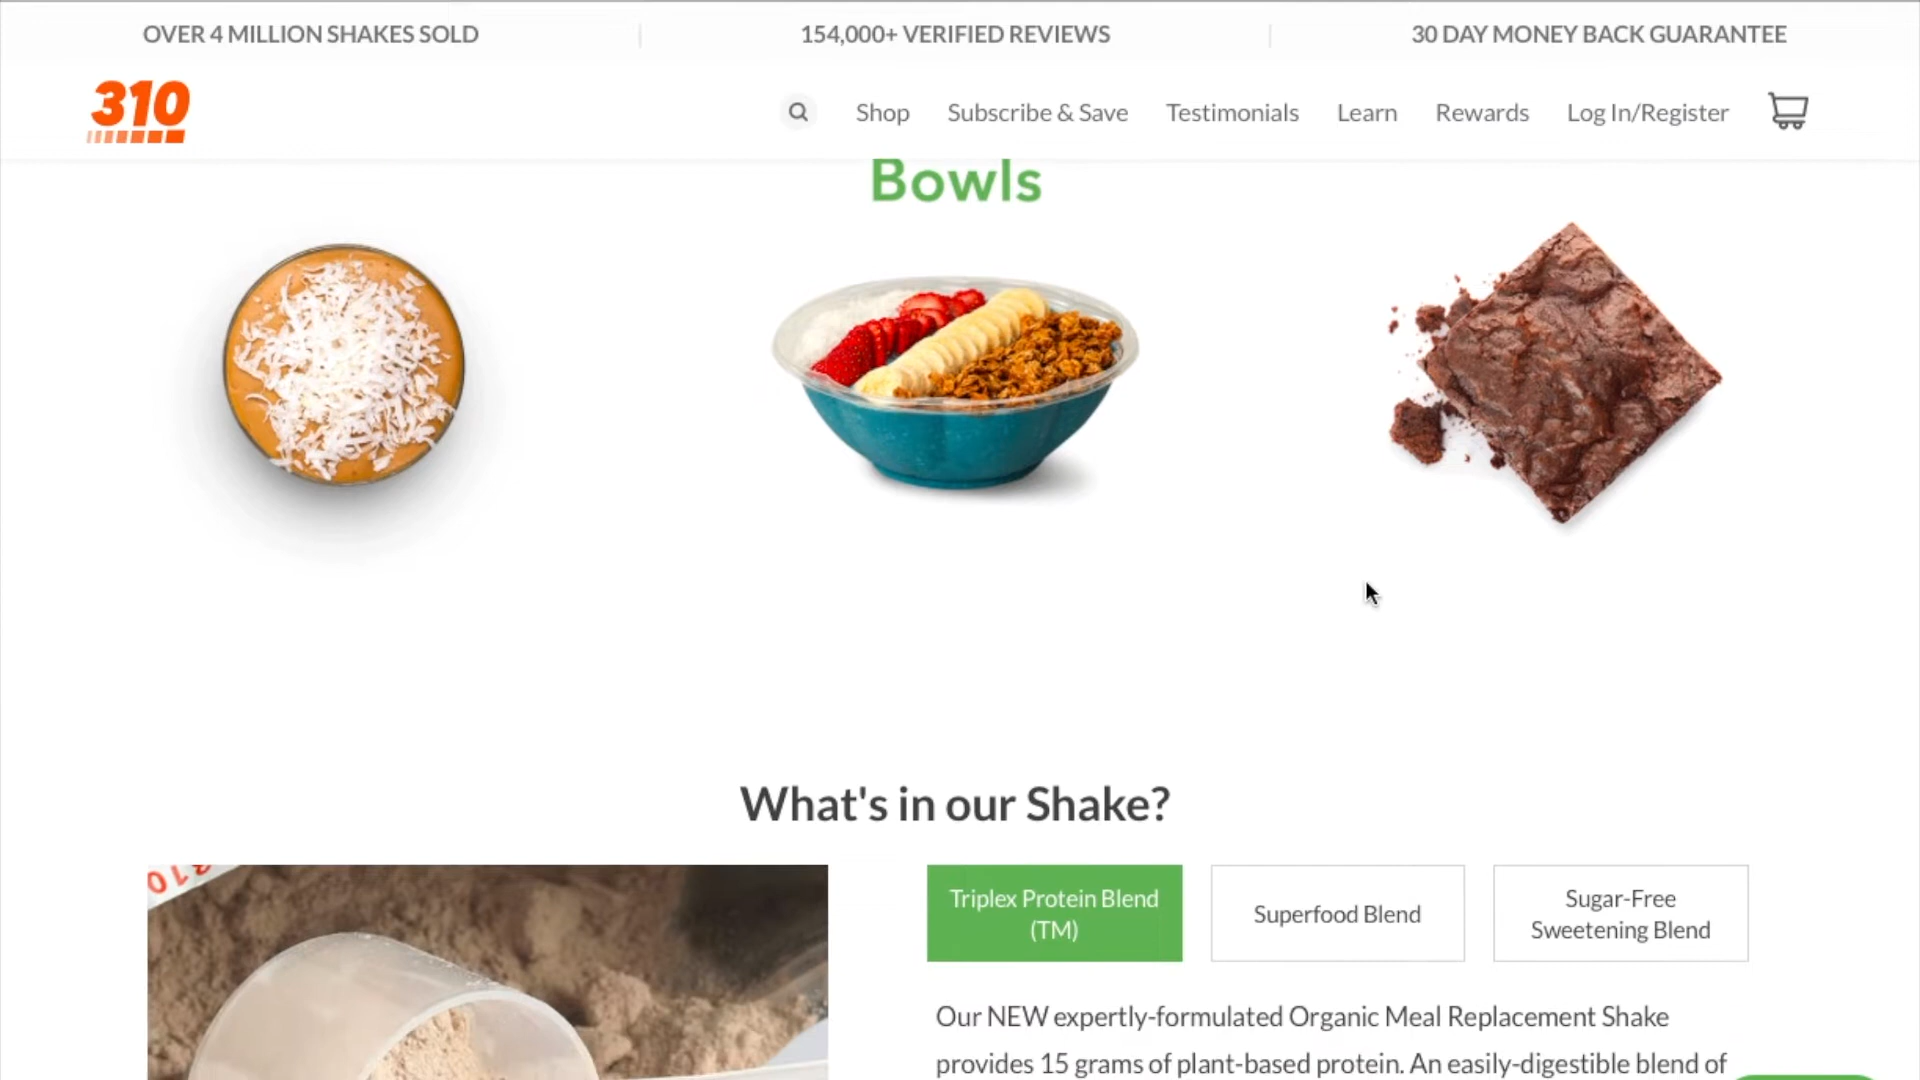 OVER 4 MILLION SHAKES SOLD
154,000+ VERIFIED REVIEWS
30 DAY MONEY BACK GUARANTEE
310
Shop
Subscribe & Save
Testimonials
Learn
Rewards
Log In/Register
Bowls
What's in our Shake?
310
Triplex Protein Blend
(TM)
Superfood Blend
Sugar-Free
Sweetening Blend
Our NEW expertly-formulated Organic Meal Replacement Shake
provides 15 grams of plant-based protein. An easily-digestible blend of